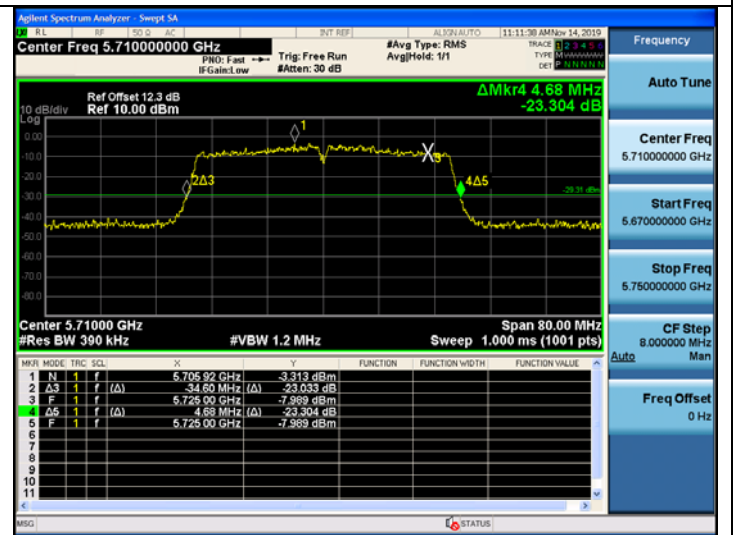 Agilent Spectrum Analyzer - Swept SA
RL RF 50 Ω AC INT REF ALIGN AUTO 11:11:38 AM Nov 14, 2019
Center Freq 5.710000000 GHz
PNO: Fast
IFGain:Low
Trig: Free Run
#Atten: 30 dB
#Avg Type: RMS
Avg|Hold: 1/1
TRACE 1 2 3 4 5 6
TYPE M
DET P N N N N N
Frequency
ΔMkr4 4.68 MHz
-23.304 dB
Ref Offset 12.3 dB
10 dB/div Ref 10.00 dBm
Log
0.00
-10.0
-20.0
-30.0
-40.0
-50.0
-60.0
-70.0
-80.0
1
2Δ3
4Δ5
-29.31 dBm
Center 5.71000 GHz Span 80.00 MHz
#Res BW 390 kHz #VBW 1.2 MHz Sweep 1.000 ms (1001 pts)
MKR MODE TRC SCL X Y FUNCTION FUNCTION WIDTH FUNCTION VALUE
1 N 1 f 5.705 92 GHz -3.313 dBm
2 Δ3 1 f (Δ) -34.60 MHz (Δ) -23.033 dB
3 F 1 f 5.725 00 GHz -7.989 dBm
4 Δ5 1 f (Δ) 4.68 MHz (Δ) -23.304 dB
5 F 1 f 5.725 00 GHz -7.989 dBm
6
7
8
9
10
11
MSG STATUS
Auto Tune
Center Freq
5.710000000 GHz
Start Freq
5.670000000 GHz
Stop Freq
5.750000000 GHz
CF Step
8.000000 MHz
Auto Man
Freq Offset
0 Hz